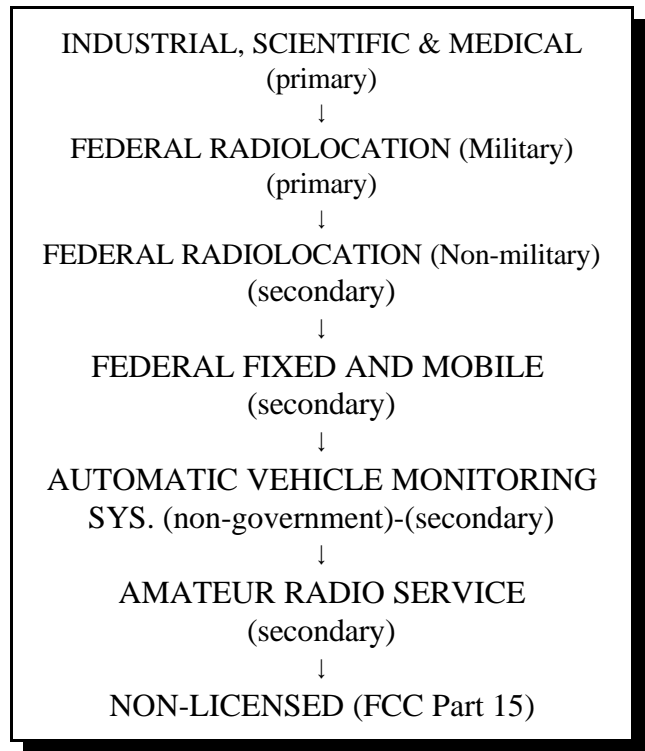 INDUSTRIAL, SCIENTIFIC & MEDICAL
(primary)
↓
FEDERAL RADIOLOCATION (Military)
(primary)
↓
FEDERAL RADIOLOCATION (Non-military)
(secondary)
↓
FEDERAL FIXED AND MOBILE
(secondary)
↓
AUTOMATIC VEHICLE MONITORING
SYS. (non-government)-(secondary)
↓
AMATEUR RADIO SERVICE
(secondary)
↓
NON-LICENSED (FCC Part 15)